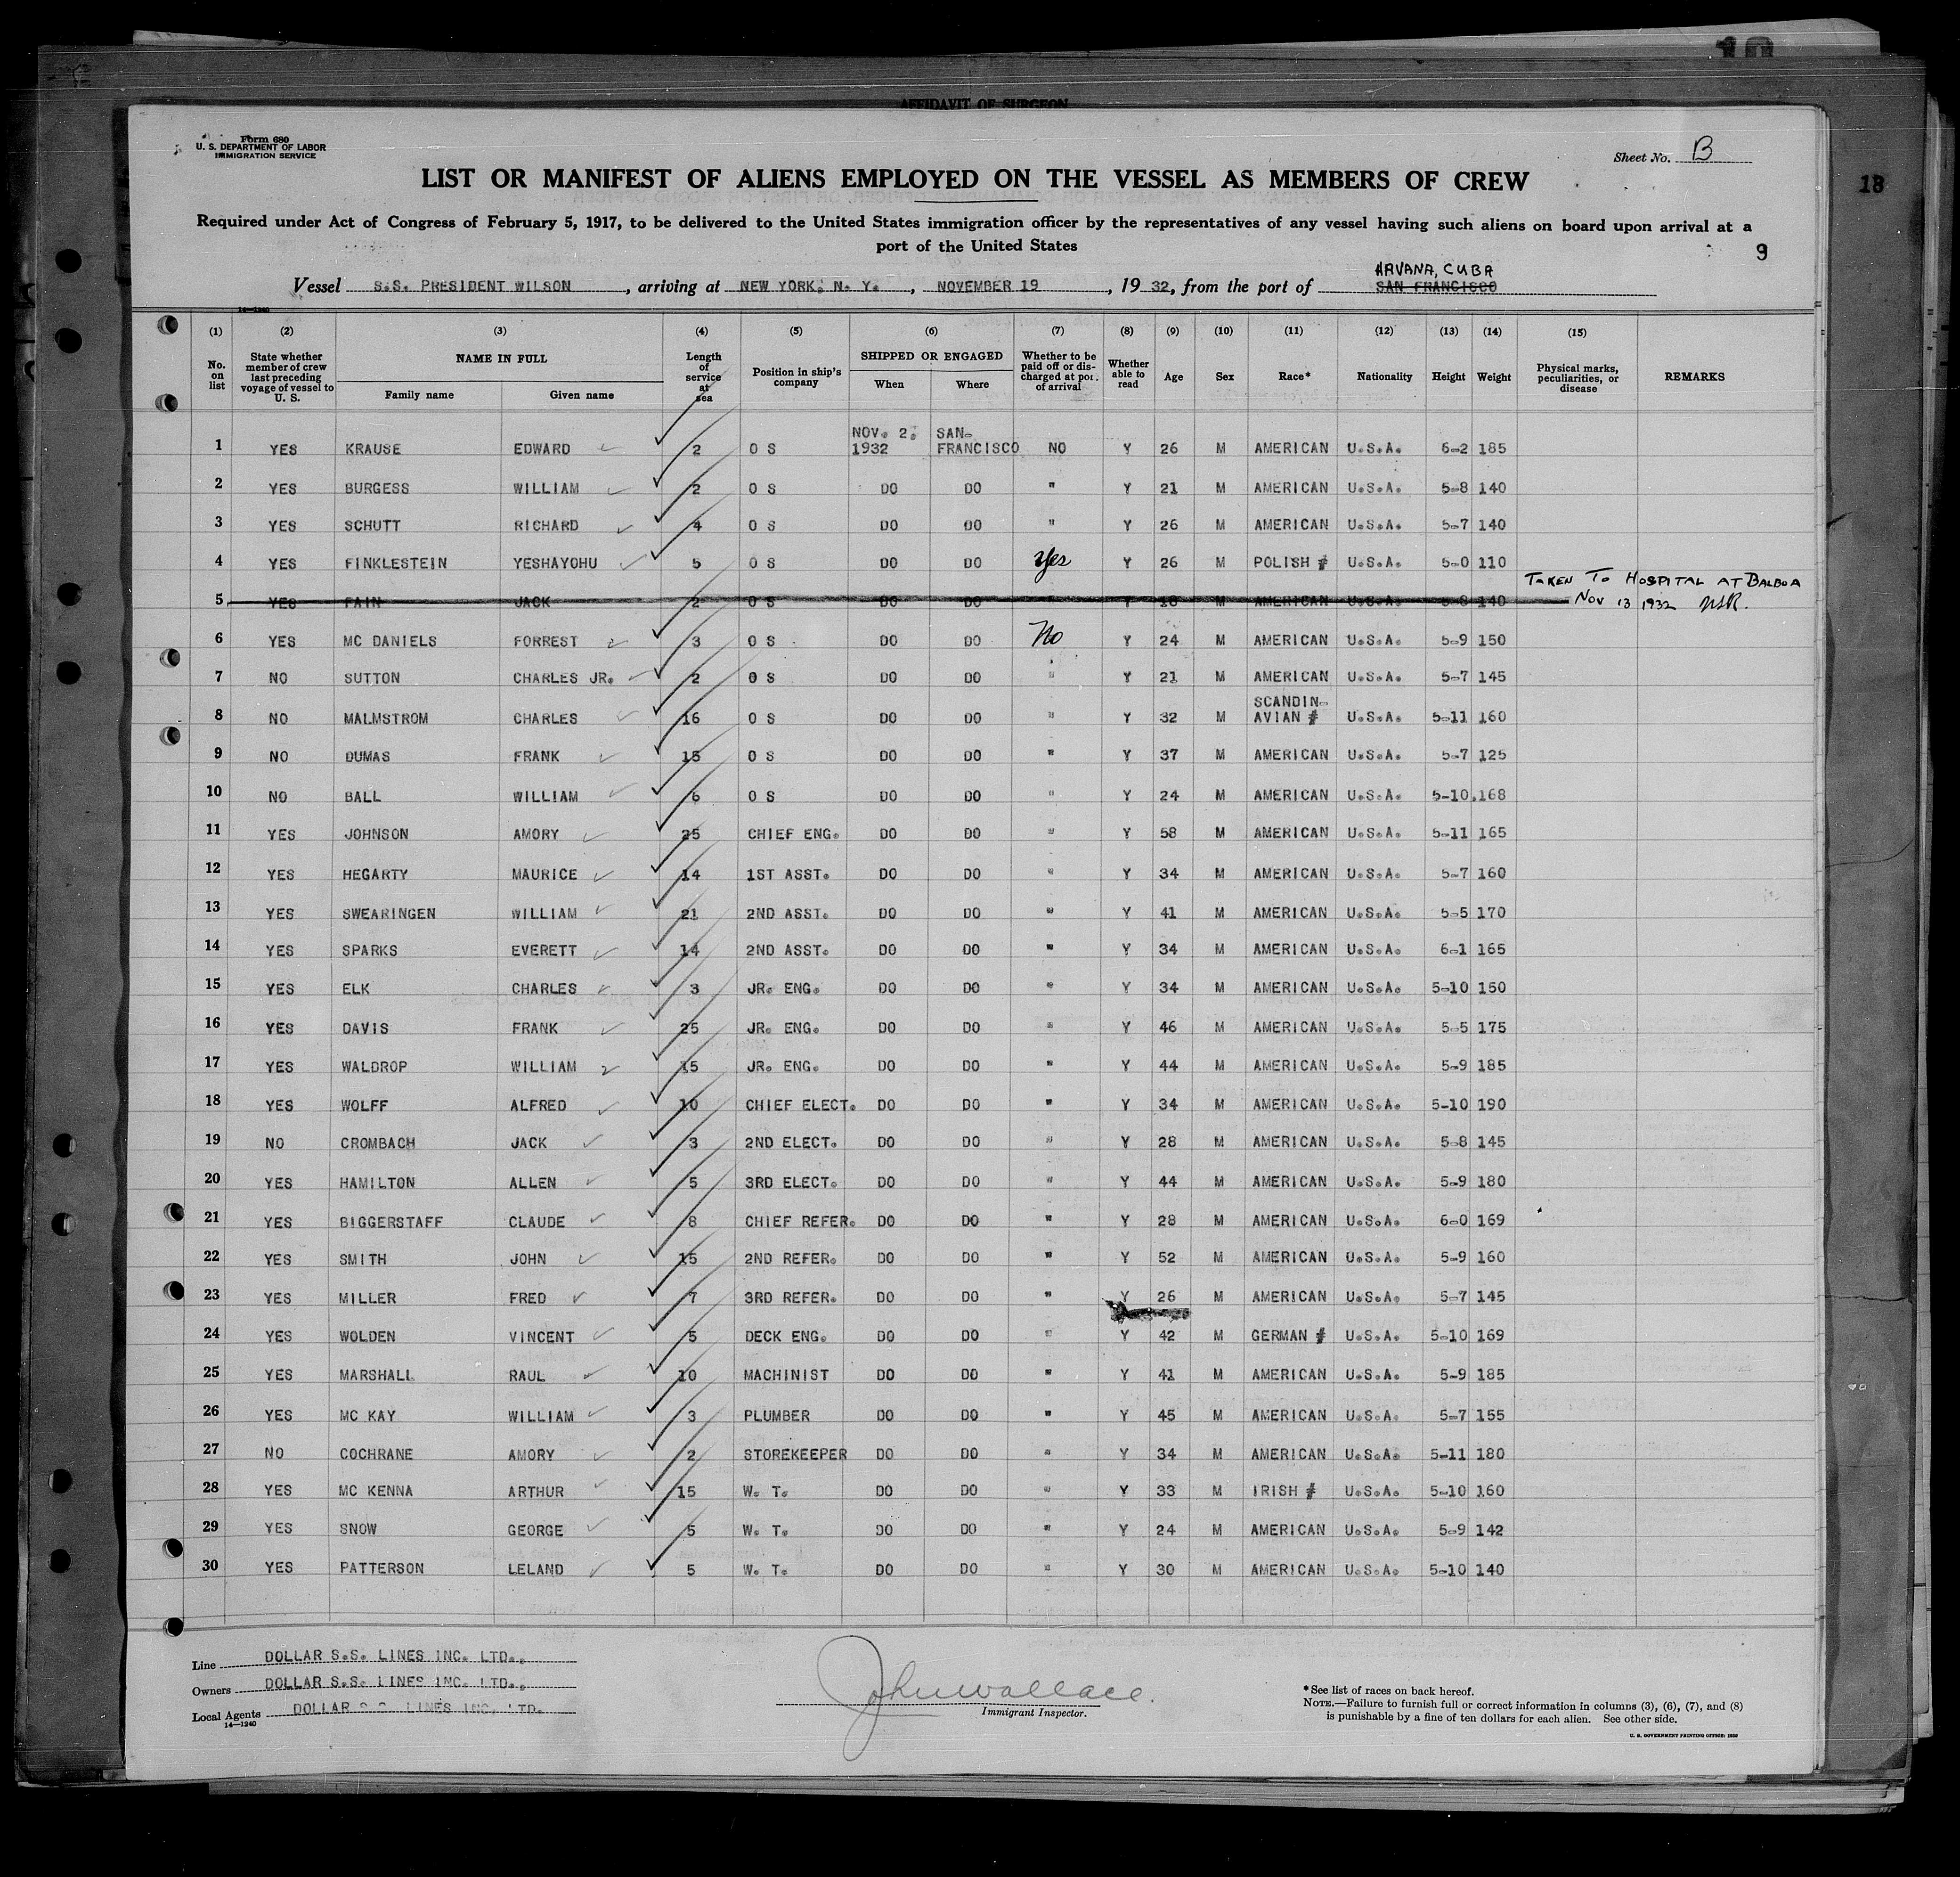 AFFIDAVIT OF SURGEON
18
Form 680
U. S. DEPARTMENT OF LABOR
IMMIGRATION SERVICE
Sheet No. B
LIST OR MANIFEST OF ALIENS EMPLOYED ON THE VESSEL AS MEMBERS OF CREW
Required under Act of Congress of February 5, 1917, to be delivered to the United States immigration officer by the representatives of any vessel having such aliens on board upon arrival at a
port of the United States
9
HAVANA, CUBA
Vessel S.S. PRESIDENT WILSON, arriving at NEW YORK, N. Y., NOVEMBER 19, 1932, from the port of SAN FRANCISCO
14—1240
(1) (2) (3) (4) (5) (6) (7) (8) (9) (10) (11) (12) (13) (14) (15)
No. on list State whether member of crew last preceding voyage of vessel to U. S. NAME IN FULL Family name Given name Length of service at sea Position in ship's company SHIPPED OR ENGAGED When Where Whether to be paid off or discharged at port of arrival Whether able to read Age Sex Race* Nationality Height Weight Physical marks, peculiarities, or disease REMARKS
1 YES KRAUSE EDWARD 2 O S NOV. 2, 1932 SAN FRANCISCO NO Y 26 M AMERICAN U.S.A. 6-2 185
2 YES BURGESS WILLIAM 2 O S DO DO " Y 21 M AMERICAN U.S.A. 5-8 140
3 YES SCHUTT RICHARD 4 O S DO DO " Y 26 M AMERICAN U.S.A. 5-7 140
4 YES FINKLESTEIN YESHAYOHU 5 O S DO DO Yes Y 26 M POLISH # U.S.A. 5-0 110
5 YES FAIN JACK 2 O S DO DO " Y 18 M AMERICAN U.S.A. 5-8 140 TAKEN TO HOSPITAL AT BALBOA
NOV 13 1932
6 YES MC DANIELS FORREST 3 O S DO DO No Y 24 M AMERICAN U.S.A. 5-9 150
7 NO SUTTON CHARLES JR. 2 O S DO DO " Y 21 M AMERICAN U.S.A. 5-7 145
8 NO MALMSTROM CHARLES 16 O S DO DO " Y 32 M SCANDIN-AVIAN # U.S.A. 5-11 160
9 NO DUMAS FRANK 15 O S DO DO " Y 37 M AMERICAN U.S.A. 5-7 125
10 NO BALL WILLIAM 6 O S DO DO " Y 24 M AMERICAN U.S.A. 5-10 168
11 YES JOHNSON AMORY 25 CHIEF ENG. DO DO " Y 58 M AMERICAN U.S.A. 5-11 165
12 YES HEGARTY MAURICE 14 1ST ASST. DO DO " Y 34 M AMERICAN U.S.A. 5-7 160
13 YES SWEARINGEN WILLIAM 21 2ND ASST. DO DO " Y 41 M AMERICAN U.S.A. 5-5 170
14 YES SPARKS EVERETT 14 2ND ASST. DO DO " Y 34 M AMERICAN U.S.A. 6-1 165
15 YES ELK CHARLES 3 JR. ENG. DO DO " Y 34 M AMERICAN U.S.A. 5-10 150
16 YES DAVIS FRANK 25 JR. ENG. DO DO " Y 46 M AMERICAN U.S.A. 5-5 175
17 YES WALDROP WILLIAM 15 JR. ENG. DO DO " Y 44 M AMERICAN U.S.A. 5-9 185
18 YES WOLFF ALFRED 10 CHIEF ELECT. DO DO " Y 34 M AMERICAN U.S.A. 5-10 190
19 NO CROMBACH JACK 3 2ND ELECT. DO DO " Y 28 M AMERICAN U.S.A. 5-8 145
20 YES HAMILTON ALLEN 5 3RD ELECT. DO DO " Y 44 M AMERICAN U.S.A. 5-9 180
21 YES BIGGERSTAFF CLAUDE 8 CHIEF REFER. DO DO " Y 28 M AMERICAN U.S.A. 6-0 169
22 YES SMITH JOHN 15 2ND REFER. DO DO " Y 52 M AMERICAN U.S.A. 5-9 160
23 YES MILLER FRED 7 3RD REFER. DO DO " Y 26 M AMERICAN U.S.A. 5-7 145
24 YES WOLDEN VINCENT 5 DECK ENG. DO DO " Y 42 M GERMAN # U.S.A. 5-10 169
25 YES MARSHALL RAUL 10 MACHINIST DO DO " Y 41 M AMERICAN U.S.A. 5-9 185
26 YES MC KAY WILLIAM 3 PLUMBER DO DO " Y 45 M AMERICAN U.S.A. 5-7 155
27 NO COCHRANE AMORY 2 STOREKEEPER DO DO " Y 34 M AMERICAN U.S.A. 5-11 180
28 YES MC KENNA ARTHUR 15 W. T. DO DO " Y 33 M IRISH # U.S.A. 5-10 160
29 YES SNOW GEORGE 5 W. T. DO DO " Y 24 M AMERICAN U.S.A. 5-9 142
30 YES PATTERSON LELAND 5 W. T. DO DO " Y 30 M AMERICAN U.S.A. 5-10 140
Line DOLLAR S.S. LINES INC. LTD.,
Owners DOLLAR S.S. LINES INC. LTD.,
Local Agents DOLLAR S.S. LINES INC. LTD.
14—1240
John Wallace
Immigrant Inspector.
*See list of races on back hereof.
NOTE.—Failure to furnish full or correct information in columns (3), (6), (7), and (8)
is punishable by a fine of ten dollars for each alien. See other side.